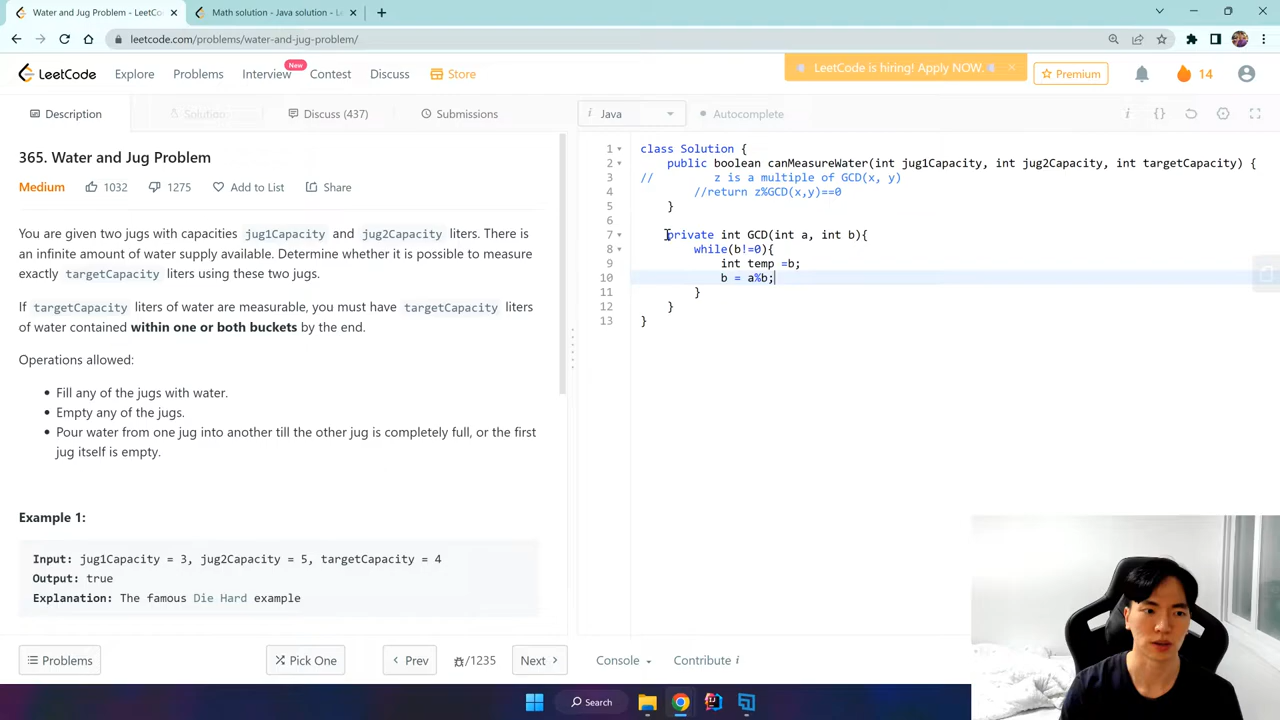 Water and Jug Problem - LeetCo
Math solution - Java solution - Le
leetcode.com/problems/water-and-jug-problem/
LeetCode
Explore
Problems
Interview
New
Contest
Discuss
Store
LeetCode is hiring! Apply NOW.
Premium
14
Description
Solution
Discuss (437)
Submissions
i Java
Autocomplete
365. Water and Jug Problem
Medium
1032
1275
Add to List
Share
You are given two jugs with capacities jug1Capacity and jug2Capacity liters. There is
an infinite amount of water supply available. Determine whether it is possible to measure
exactly targetCapacity liters using these two jugs.
If targetCapacity liters of water are measurable, you must have targetCapacity liters
of water contained within one or both buckets by the end.
Operations allowed:
• Fill any of the jugs with water.
• Empty any of the jugs.
• Pour water from one jug into another till the other jug is completely full, or the first
jug itself is empty.
Example 1:
Input: jug1Capacity = 3, jug2Capacity = 5, targetCapacity = 4
Output: true
Explanation: The famous Die Hard example
1 class Solution {
2 public boolean canMeasureWater(int jug1Capacity, int jug2Capacity, int targetCapacity) {
3 // z is a multiple of GCD(x, y)
4 //return z%GCD(x,y)==0
5 }
6
7 private int GCD(int a, int b){
8 while(b!=0){
9 int temp =b;
10 b = a%b;
11 }
12 }
13 }
Problems
Pick One
Prev
/1235
Next
Console
Contribute i
Search